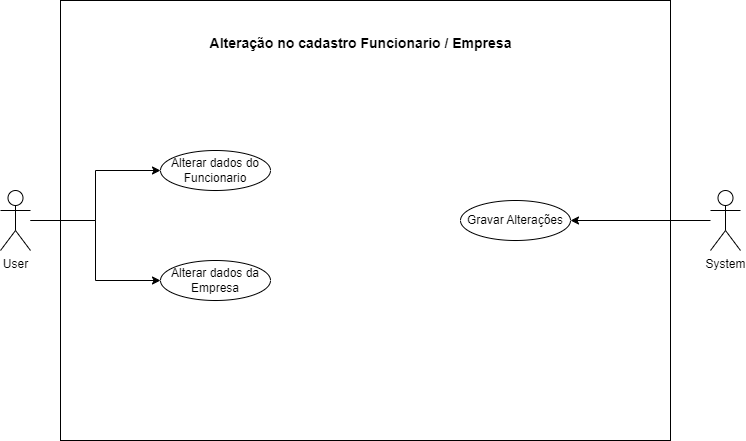 Alteração no cadastro Funcionario / Empresa
Alterar dados do
Funcionario
Gravar Alterações
User
System
Alterar dados da
Empresa